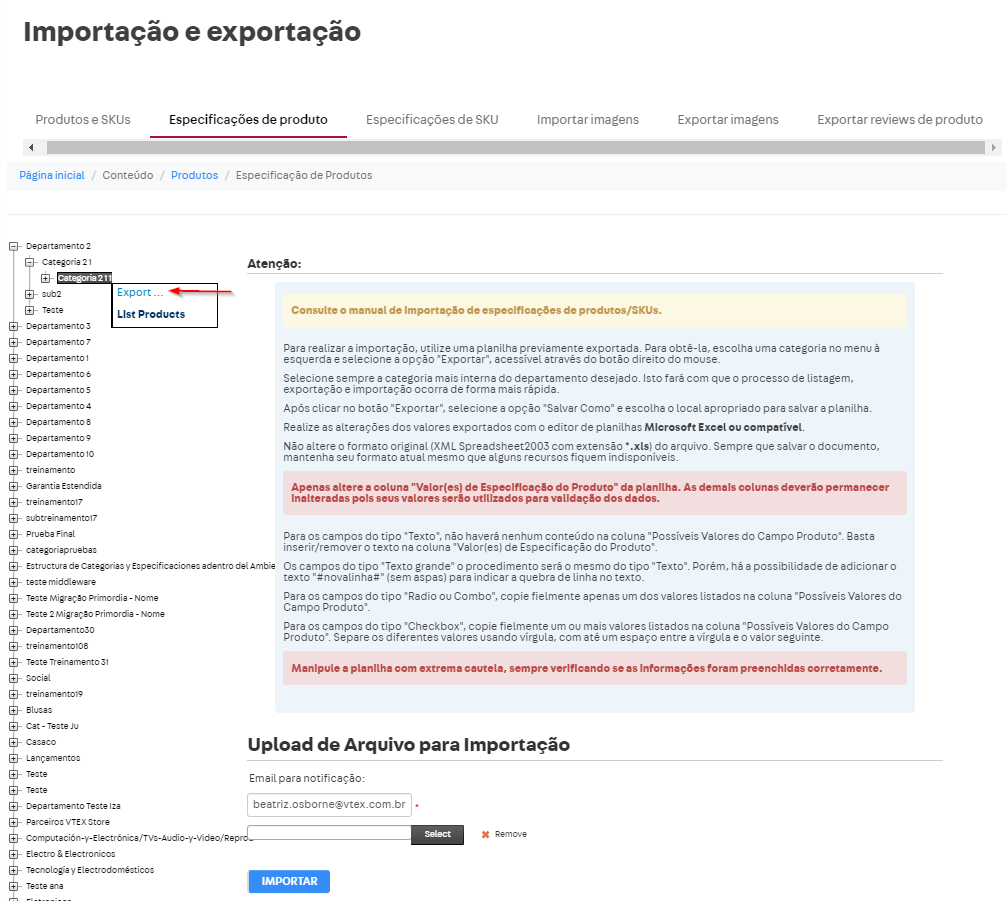 Importação e exportação
Produtos e SKUs
Especificações de produto
Especificações de SKU
Importar imagens
Exportar imagens
Exportar reviews de produto
Página inicial / Conteúdo / Produtos / Especificação de Produtos
Departamento 2
Categoria 21
Categoria 211
sub2
Teste
Departamento 3
Departamento 7
Departamento 1
Departamento 6
Departamento 5
Departamento 4
Departamento 8
Departamento 9
Departamento 10
treinamento
Garantia Estendida
treinamento17
subtreinamento17
Prueba Final
categoriapruebas
Estructura de Categorias y Especificaciones adentro del Ambie
teste middleware
Teste Migração Primordia - Nome
Teste 2 Migração Primordia - Nome
Departamento30
treinamento108
Teste Treinamento 31
Social
treinamento19
Blusas
Cat - Teste Ju
Casaco
Lançamentos
Teste
Teste
Departamento Teste Iza
Parceiros VTEX Store
Computación-y-Electrónica/TVs-Audio-y-Video/Reprod
Electro & Electronicos
Tecnología y Electrodomésticos
Teste ana
Eletronicos
Export ...
List Products
Atenção:
Consulte o manual de importação de especificações de produtos/SKUs.
Para realizar a importação, utilize uma planilha previamente exportada. Para obtê-la, escolha uma categoria no menu à
esquerda e selecione a opção "Exportar", acessível através do botão direito do mouse.
Selecione sempre a categoria mais interna do departamento desejado. Isto fará com que o processo de listagem,
exportação e importação ocorra de forma mais rápida.
Após clicar no botão "Exportar", selecione a opção "Salvar Como" e escolha o local apropriado para salvar a planilha.
Realize as alterações dos valores exportados com o editor de planilhas Microsoft Excel ou compatível.
Não altere o formato original (XML Spreadsheet2003 com extensão *.xls) do arquivo. Sempre que salvar o documento,
mantenha seu formato atual mesmo que alguns recursos fiquem indisponíveis.
Apenas altere a coluna "Valor(es) de Especificação do Produto" da planilha. As demais colunas deverão permanecer
inalteradas pois seus valores serão utilizados para validação dos dados.
Para os campos do tipo "Texto", não haverá nenhum conteúdo na coluna "Possíveis Valores do Campo Produto". Basta
inserir/remover o texto na coluna "Valor(es) de Especificação do Produto".
Os campos do tipo "Texto grande" o procedimento será o mesmo do tipo "Texto". Porém, há a possibilidade de adicionar o
texto "#novalinha#" (sem aspas) para indicar a quebra de linha no texto.
Para os campos do tipo "Radio ou Combo", copie fielmente apenas um dos valores listados na coluna "Possíveis Valores do
Campo Produto".
Para os campos do tipo "Checkbox", copie fielmente um ou mais valores listados na coluna "Possíveis Valores do Campo
Produto". Separe os diferentes valores usando vírgula, com até um espaço entre a vírgula e o valor seguinte.
Manipule a planilha com extrema cautela, sempre verificando se as informações foram preenchidas corretamente.
Upload de Arquivo para Importação
Email para notificação:
beatriz.osborne@vtex.com.br *
Select
Remove
IMPORTAR